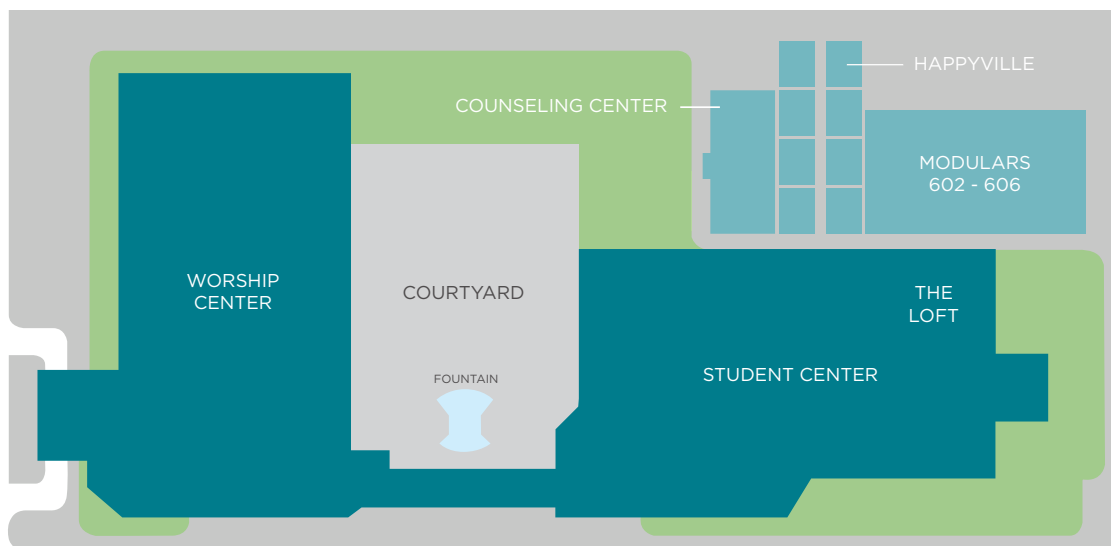 HAPPYVILLE
COUNSELING CENTER
MODULARS
602 - 606
WORSHIP
CENTER
COURTYARD
THE
LOFT
STUDENT CENTER
FOUNTAIN